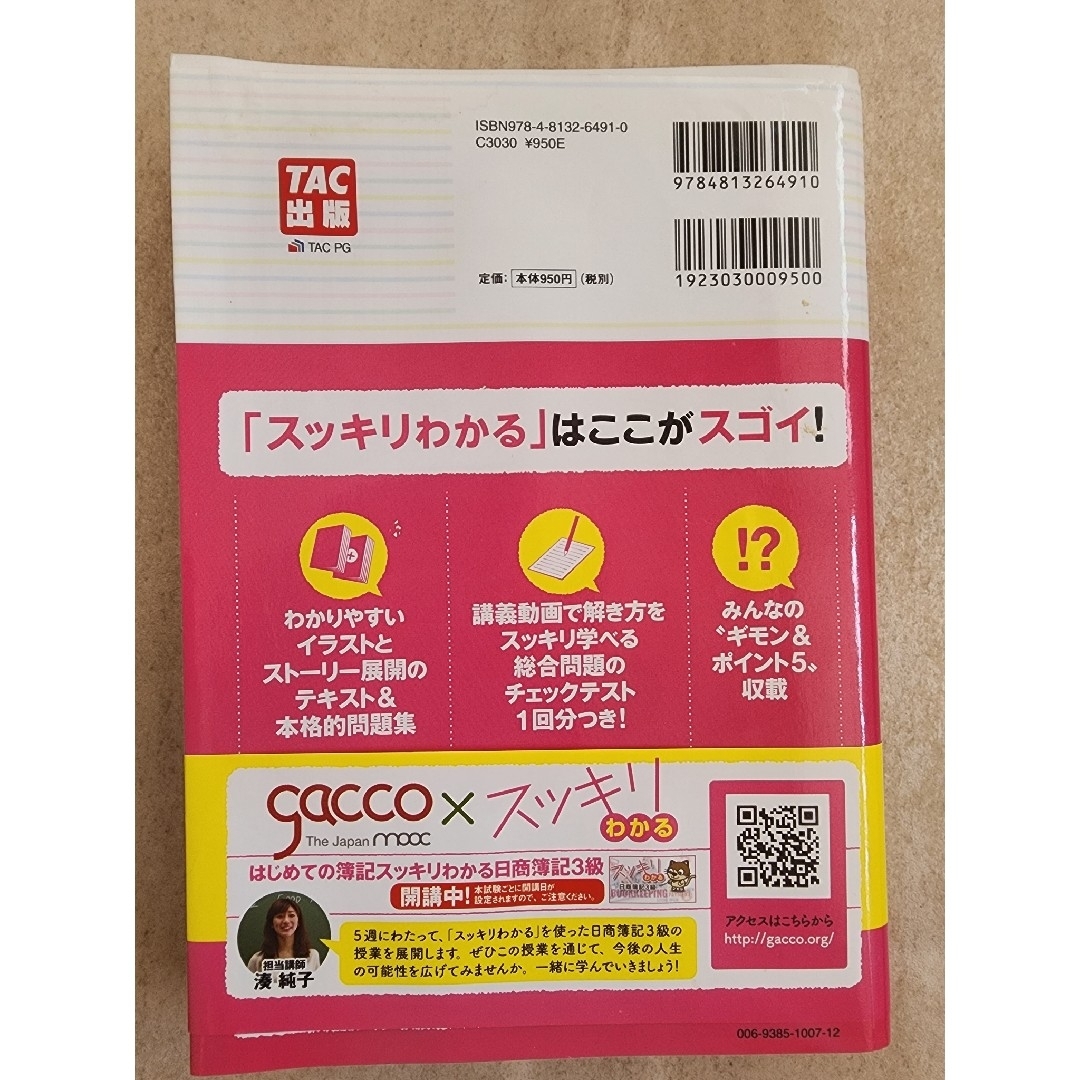 ISBN978-4-8132-6491-0
C3030 ¥950E
9784813264910
TAC
出版
TAC PG
定価: 本体950円 (税別)
1923030009500
「スッキリわかる」はここがスゴイ!
わかりやすい
イラストと
ストーリー展開の
テキスト&
本格的問題集
講義動画で解き方を
スッキリ学べる
総合問題の
チェックテスト
1回分つき!
!?
みんなの
〝ギモン&
ポイント5〟
収載
gacco×スッキリ
わかる
The Japan mooc
はじめての簿記スッキリわかる日商簿記3級
開講中! 本試験ごとに開講日が
設定されますので、ご注意ください。
スッキリ
わかる
日商簿記3級
BOOKKEEPING
担当講師
湊 純子
5週にわたって、「スッキリわかる」を使った日商簿記3級の
授業を展開します。ぜひこの授業を通じて、今後の人生
の可能性を広げてみませんか。一緒に学んでいきましょう!
アクセスはこちらから
http://gacco.org/
006-9385-1007-12